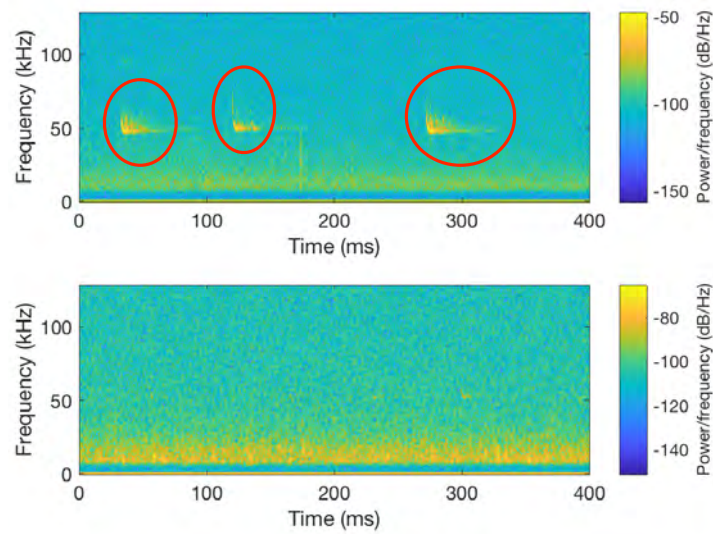 Frequency (kHz)
100
50
0
0 100 200 300 400
Time (ms)
-50
-100
-150
Power/frequency (dB/Hz)
Frequency (kHz)
100
50
0
0 100 200 300 400
Time (ms)
-80
-100
-120
-140
Power/frequency (dB/Hz)